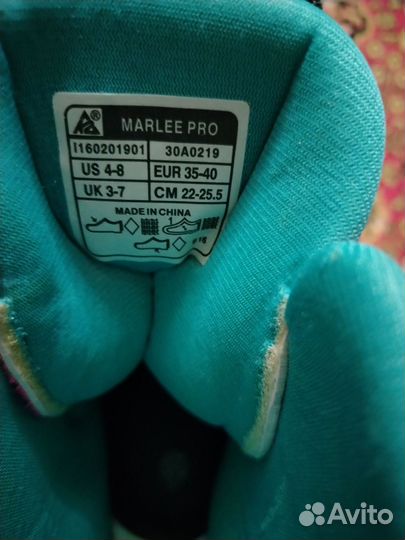 MARLEE PRO
I160201901 30A0219
US 4-8 EUR 35-40
UK 3-7 CM 22-25.5
MADE IN CHINA
Avito